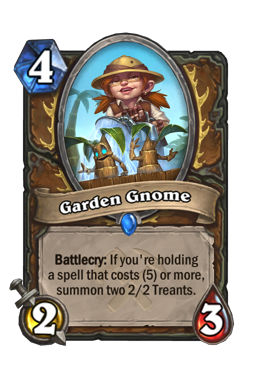 4
Garden Gnome
Battlecry: If you're holding
a spell that costs (5) or more,
summon two 2/2 Treants.
2
3